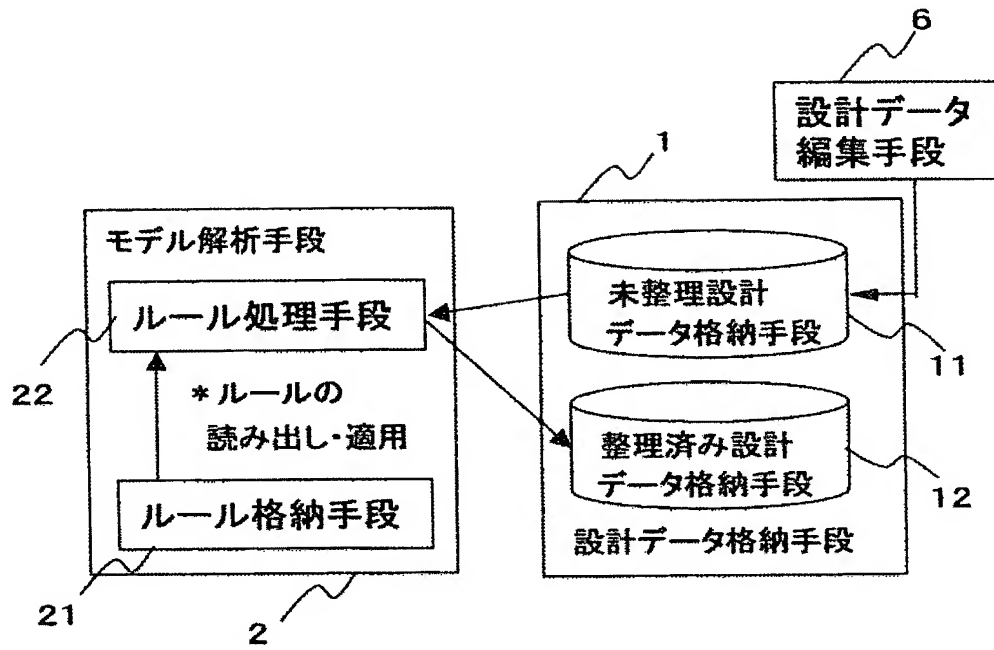 6
設計データ
編集手段
1
モデル解析手段
ルール処理手段
22
*ルールの
読み出し・適用
ルール格納手段
21
2
未整理設計
データ格納手段
11
整理済み設計
データ格納手段
12
設計データ格納手段